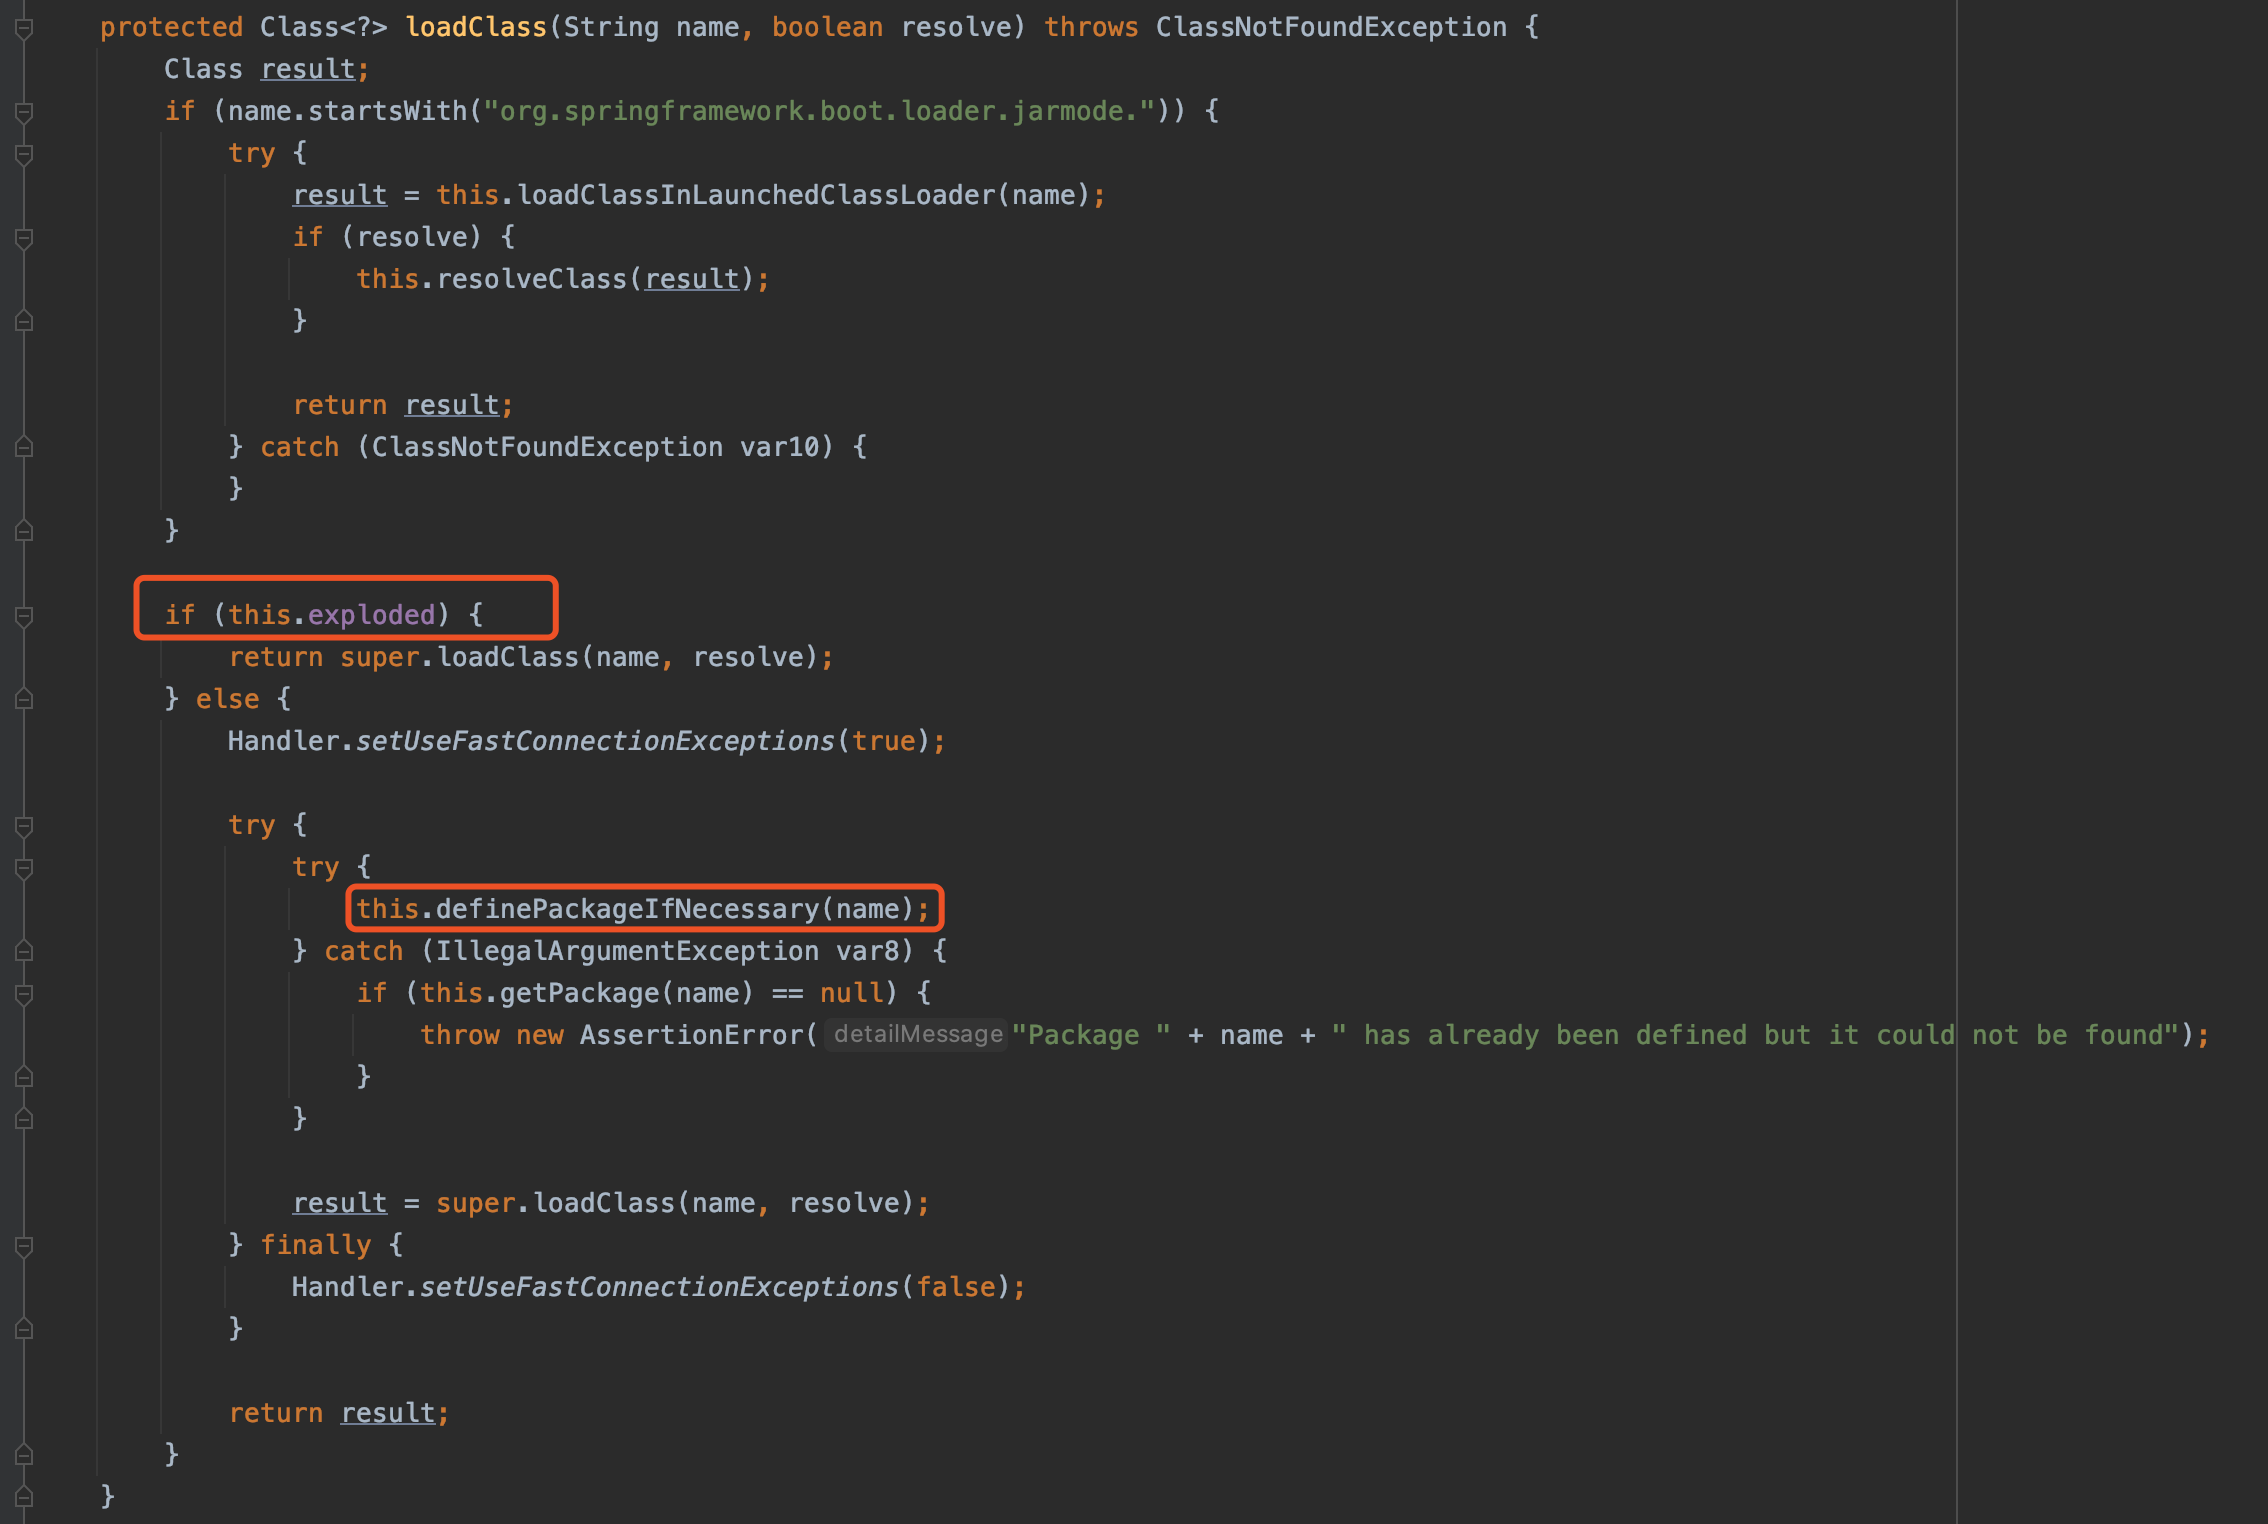 protected Class<?> loadClass(String name, boolean resolve) throws ClassNotFoundException {
Class result;
if (name.startsWith("org.springframework.boot.loader.jarmode.")) {
try {
result = this.loadClassInLaunchedClassLoader(name);
if (resolve) {
this.resolveClass(result);
}
return result;
} catch (ClassNotFoundException var10) {
}
}
if (this.exploded) {
return super.loadClass(name, resolve);
} else {
Handler.setUseFastConnectionExceptions(true);
try {
try {
this.definePackageIfNecessary(name);
} catch (IllegalArgumentException var8) {
if (this.getPackage(name) == null) {
throw new AssertionError( detailMessage "Package " + name + " has already been defined but it could not be found");
}
}
result = super.loadClass(name, resolve);
} finally {
Handler.setUseFastConnectionExceptions(false);
}
return result;
}
}